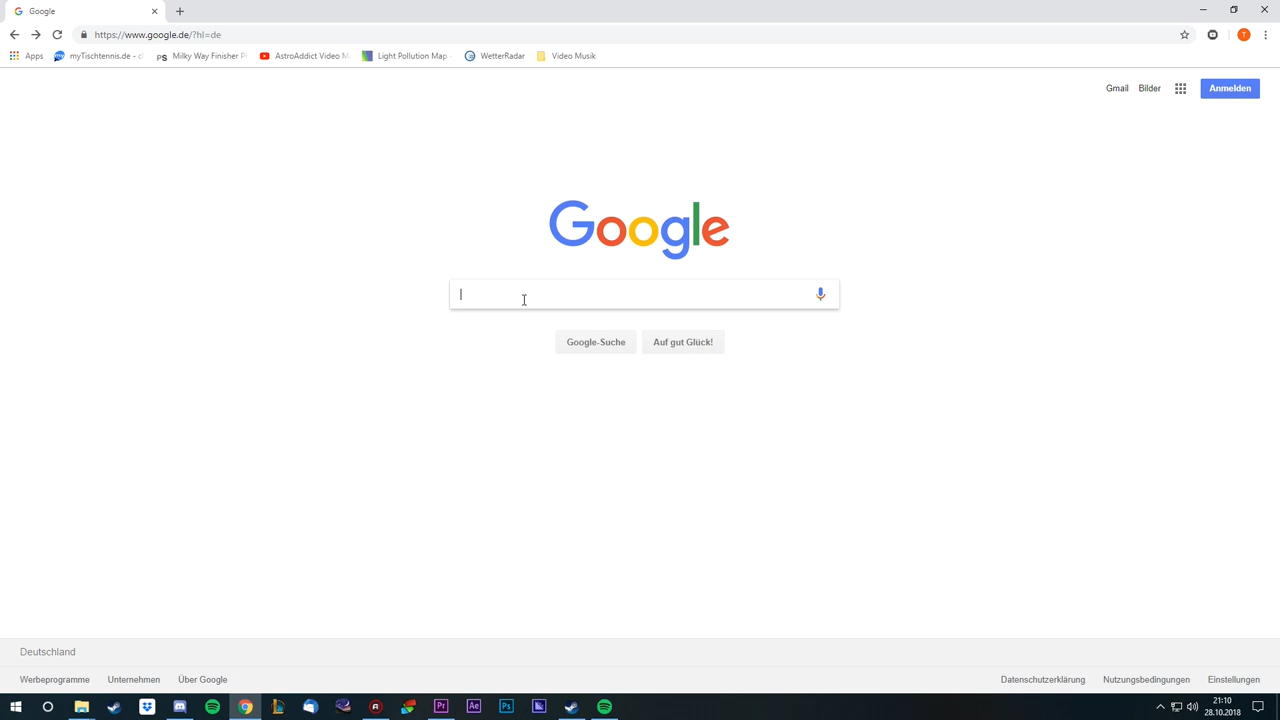 Google
https://www.google.de/?hl=de
Apps myTischtennis.de - cl Milky Way Finisher P AstroAddict Video M Light Pollution Map - WetterRadar Video Musik
Gmail Bilder Anmelden
Google
Google-Suche Auf gut Glück!
Deutschland
Werbeprogramme Unternehmen Über Google Datenschutzerklärung Nutzungsbedingungen Einstellungen
21:10
28.10.2018